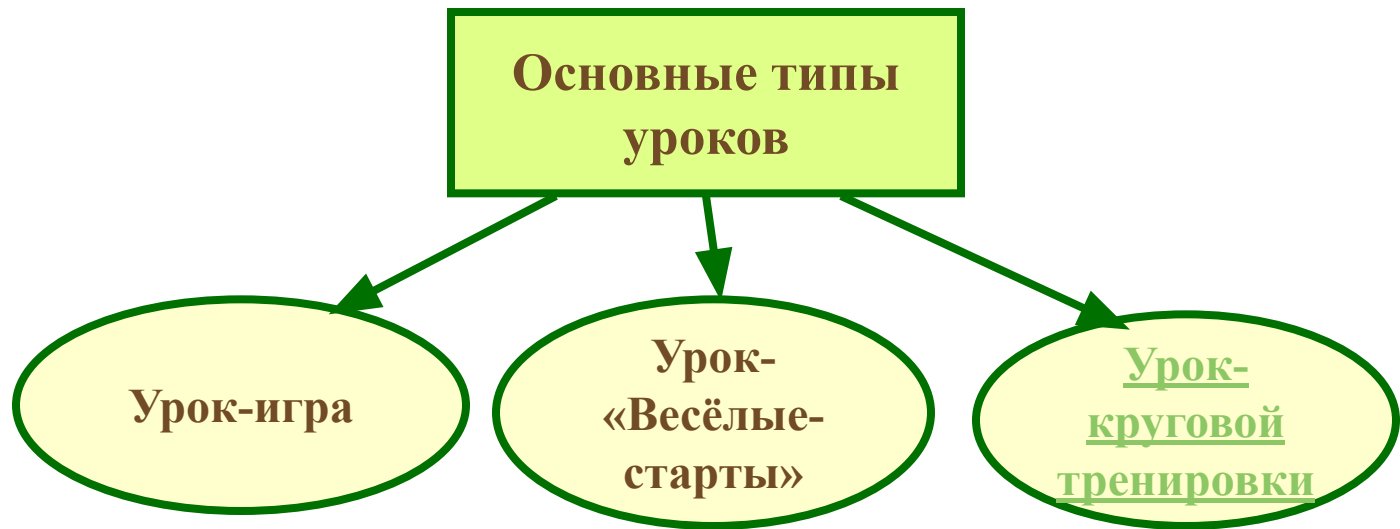 Основные типы
уроков
Урок-игра
Урок-
«Весёлые-
старты»
Урок-
круговой
тренировки